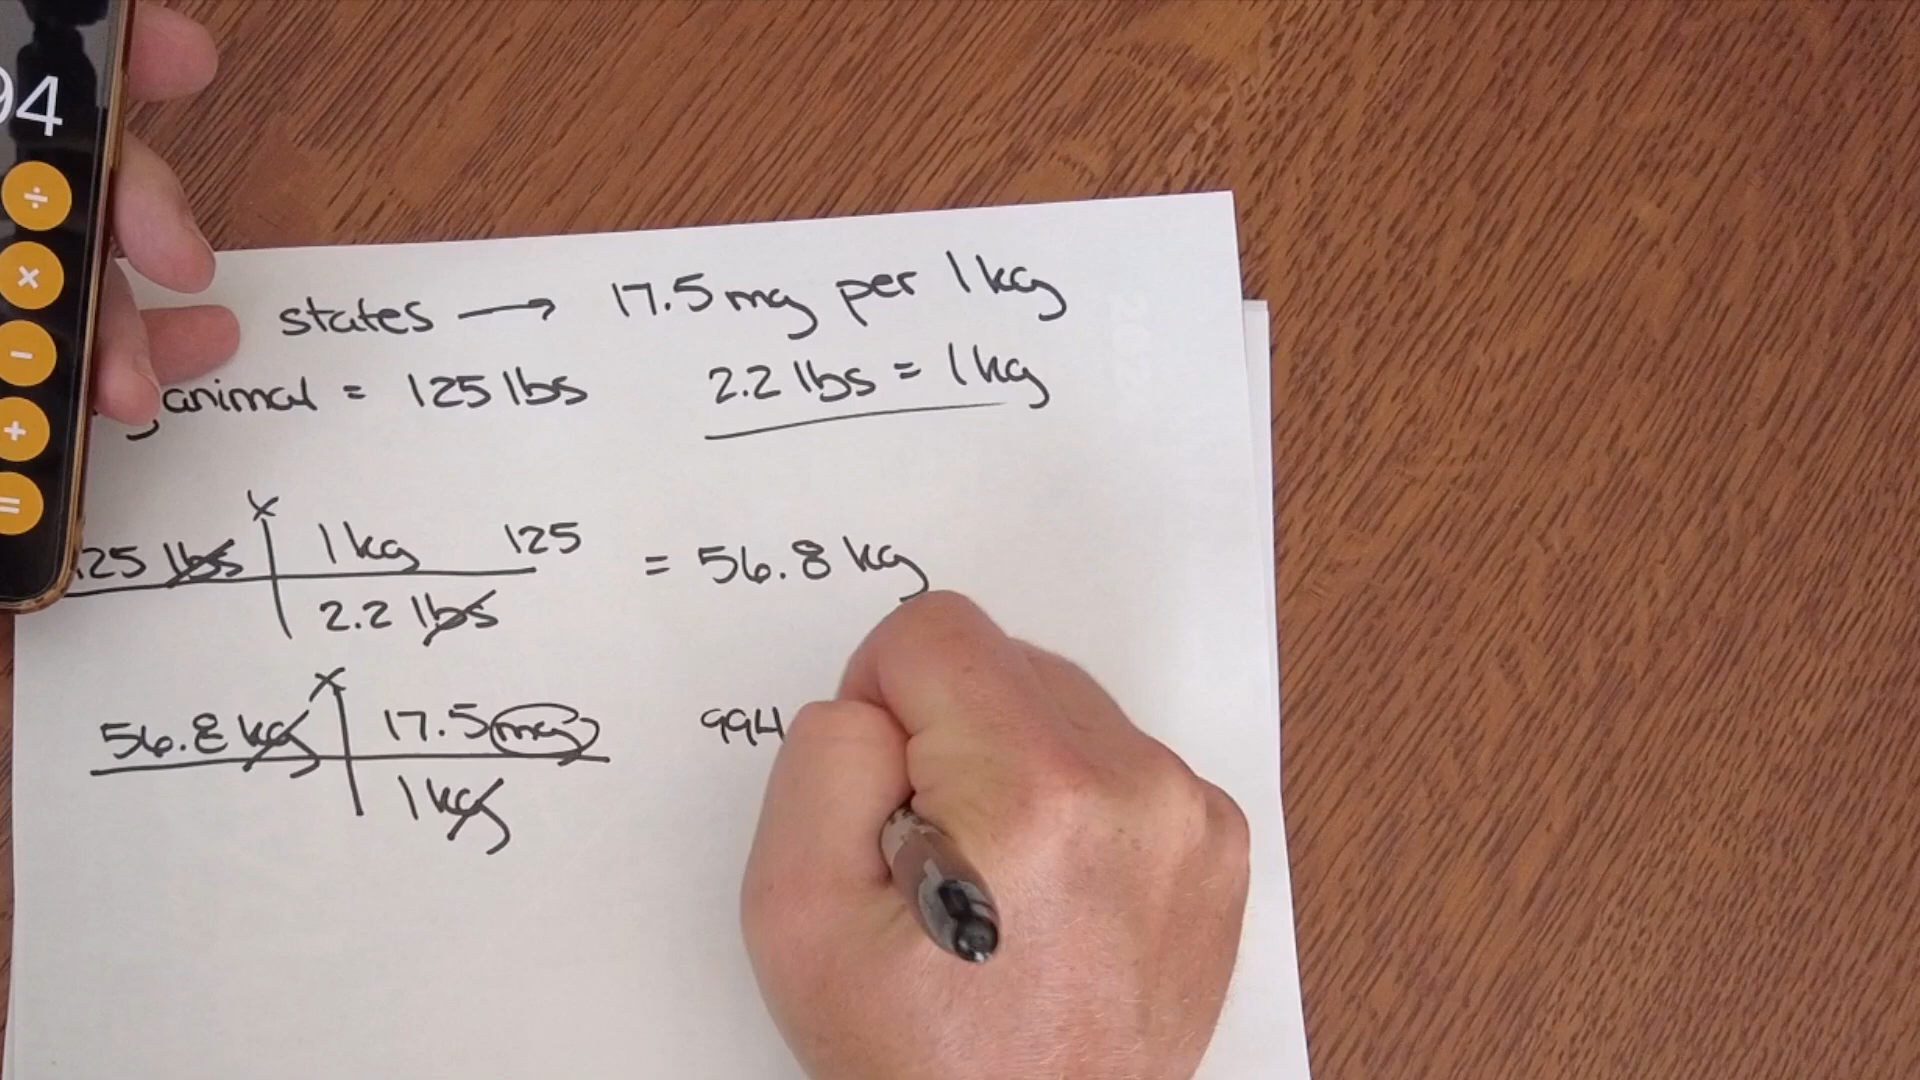 94
÷
×
−
+
=
states → 17.5 mg per 1 kg
animal = 125 lbs 2.2 lbs = 1 kg
x
25 lbs 1 kg 125 = 56.8 kg
2.2 lbs
x
56.8 kg 17.5 mg 994
1 kg